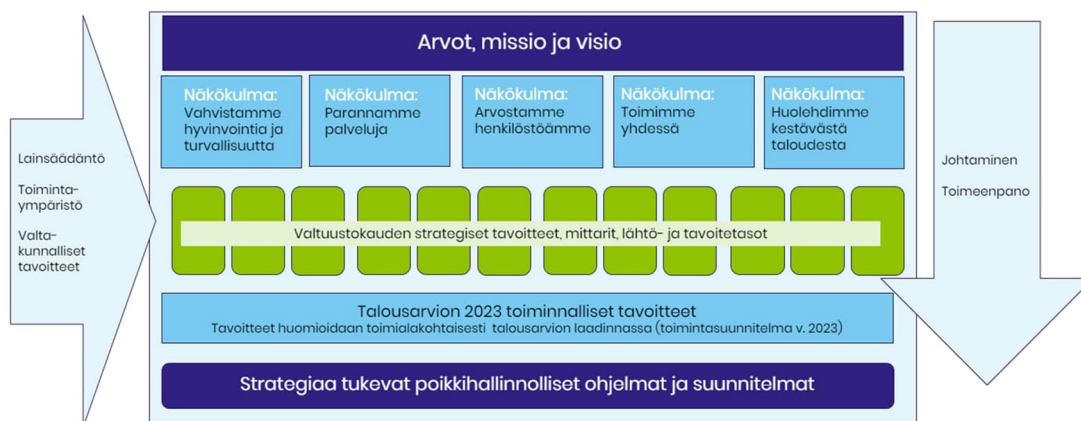 Arvot, missio ja visio
Näkökulma:
Vahvistamme
hyvinvointia ja
turvallisuutta
Näkökulma:
Parannamme
palveluja
Näkökulma:
Arvostamme
henkilöstöämme
Näkökulma:
Toimimme
yhdessä
Näkökulma:
Huolehdimme
kestävästä
taloudesta
Lainsäädäntö
Toiminta-
ympäristö
Valta-
kunnalliset
tavoitteet
Johtaminen
Toimeenpano
Valtuustokauden strategiset tavoitteet, mittarit, lähtö- ja tavoitetasot
Talousarvion 2023 toiminnalliset tavoitteet
Tavoitteet huomioidaan toimialakohtaisesti talousarvion laadinnassa (toimintasuunnitelma v. 2023)
Strategiaa tukevat poikkihallinnolliset ohjelmat ja suunnitelmat